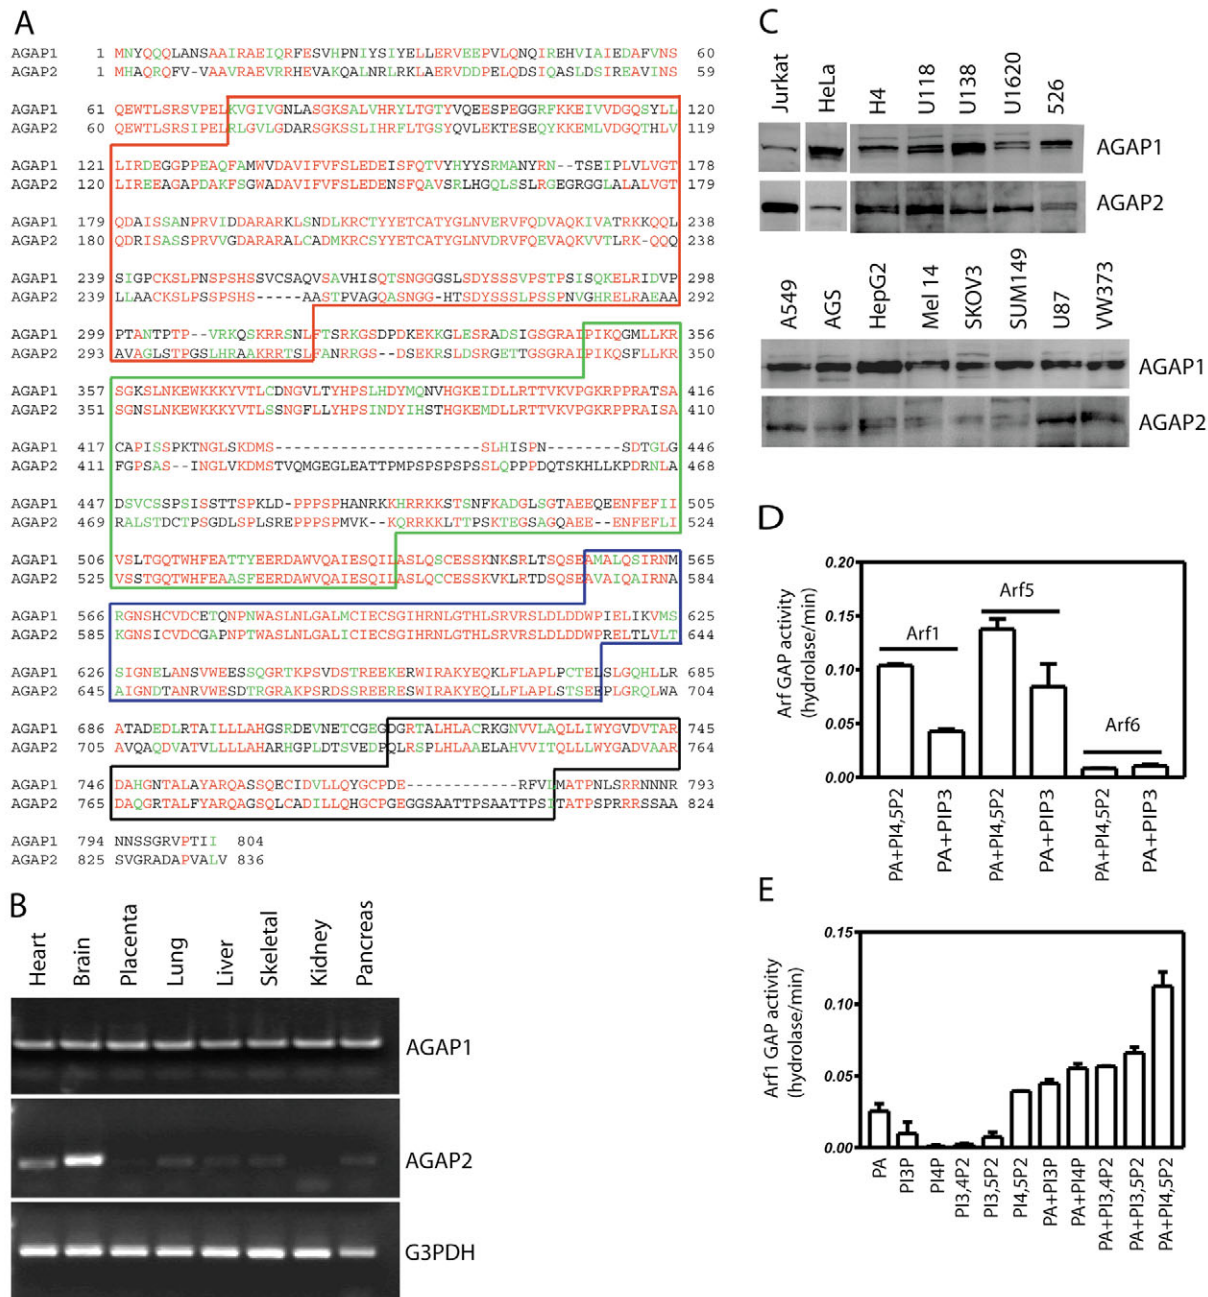 A
AGAP1 1 MNYQQQLANSAAIRAEIQRFESVHPNIYSIYELLERVEEPVLQNQIREHVIAIEDAFVNS 60
AGAP2 1 MHAQRQFV-VAAVRAEVRRHEVAKQALNRLRKLAERVDDPELQDSIQASLDSIREAVINS 59
AGAP1 61 QEWTLSRSVPELKVGIVGNLASGKSALVHRYLTGTYVQEESPEGGRFKKEIVVDGQSYLL 120
AGAP2 60 QEWTLSRSIPELRLGVLGDARSGKSSLIHRFLTGSYQVLEKTESEQYKKEMLVDGQTHLV 119
AGAP1 121 LIRDEGGPPEAQFAMWVDAVIFVFSLEDEISFQTVYHYYSRMANYRN--TSEIPLVLVGT 178
AGAP2 120 LIREEAGAPDAKFSGWADAVIFVFSLEDENSFQAVSRLHGQLSSLRGEGRGGLALALVGT 179
AGAP1 179 QDAISSANPRVIDDARARKLSNDLKRCTYYETCATYGLNVERVFQDVAQKIVATRKKQQL 238
AGAP2 180 QDRISASSPRVVGDARARALCADMKRCSYYETCATYGLNVDRVFQEVAQKVVTLRK-QQQ 238
AGAP1 239 SIGPCKSLPNSPSHSSVCSAQVSAVHISQTSNGGGSLSDYSSSVPSTPSISQKELRIDVP 298
AGAP2 239 LLAACKSLPSSPSHS-----AASTPVAGQASNGG-HTSDYSSSLPSSPNVGHRELRAEAA 292
AGAP1 299 PTANTPTP--VRKQSKRRSNLFTSRKGSDPDKEKKGLESRADSIGSGRAIPIKQGMLLKR 356
AGAP2 293 AVAGLSTPGSLHRAAKRRTSLFANRRGS--DSEKRSLDSRGETTGSGRAIPIKQSFLLKR 350
AGAP1 357 SGKSLNKEWKKKYVTLCDNGVLTYHPSLHDYMQNVHGKEIDLLRTTVKVPGKRPPRATSA 416
AGAP2 351 SGNSLNKEWKKKYVTLSSNGFLLYHPSINDYIHSTHGKEMDLLRTTVKVPGKRPPRAISA 410
AGAP1 417 CAPISSPKTNGLSKDMS----------------------SLHISPN------SDTGLG 446
AGAP2 411 FGPSAS--INGLVKDMSTVQMGEGLEATTPMPSPSPSPSSLQPPPDQTSKHLLKPDRNLA 468
AGAP1 447 DSVCSSPSISSTTSPKLD-PPPSPHANRKKHRRKKSTSNFKADGLSGTAEEQEENFEFII 505
AGAP2 469 RALSTDCTPSGDLSPLSREPPPSPMVK--KQRRKKLTTPSKTEGSAGQAEE--ENFEFLI 524
AGAP1 506 VSLTGQTWHFEATTYEERDAWVQAIESQILASLQSCESSKNKSRLTSQSEAMALQSIRNM 565
AGAP2 525 VSSTGQTWHFEAASFEERDAWVQAIESQILASLQCCESSKVKLRTDSQSEAVAIQAIRNA 584
AGAP1 566 RGNSHCVDCETQNPNWASLNLGALMCIECSGIHRNLGTHLSRVRSLDLDDWPIELIKVMS 625
AGAP2 585 KGNSICVDCGAPNPTWASLNLGALICIECSGIHRNLGTHLSRVRSLDLDDWPRELTLVLT 644
AGAP1 626 SIGNELANSVWEESSQGRTKPSVDSTREEKERWIRAKYEQKLFLAPLPCTELSLGQHLLR 685
AGAP2 645 AIGNDTANRVWESDTRGRAKPSRDSSREERESWIRAKYEQLLFLAPLSTSEEPLGRQLWA 704
AGAP1 686 ATADEDLRTAILLLAHGSRDEVNETCGEGDGRTALHLACRKGNVVLAQLLIWYGVDVTAR 745
AGAP2 705 AVQAQDVATVLLLLAHARHGPLDTSVEDPQLRSPLHLAAELAHVVITQLLLWYGADVAAR 764
AGAP1 746 DAHGNTALAYARQASSQECIDVLLQYGCPDE------------RFVLMATPNLSRRNNNR 793
AGAP2 765 DAQGRTALFYARQAGSQLCADILLQHGCPGEGGSAATTPSAATTPSITATPSPRRRSSAA 824
AGAP1 794 NNSSGRVPTII 804
AGAP2 825 SVGRADAPVALV 836
B
Heart Brain Placenta Lung Liver Skeletal Kidney Pancreas
AGAP1
AGAP2
G3PDH
C
Jurkat HeLa H4 U118 U138 U1620 526
AGAP1
AGAP2
A549 AGS HepG2 Mel 14 SKOV3 SUM149 U87 VW373
AGAP1
AGAP2
D
Arf GAP activity
(hydrolase/min)
0.20
0.15
0.10
0.05
0.00
Arf1
Arf5
Arf6
PA+PI4,5P2 PA+PIP3 PA+PI4,5P2 PA+PIP3 PA+PI4,5P2 PA+PIP3
E
Arf1 GAP activity
(hydrolase/min)
0.15
0.10
0.05
0.00
PA PI3P PI4P PI3,4P2 PI3,5P2 PI4,5P2 PA+PI3P PA+PI4P PA+PI3,4P2 PA+PI3,5P2 PA+PI4,5P2